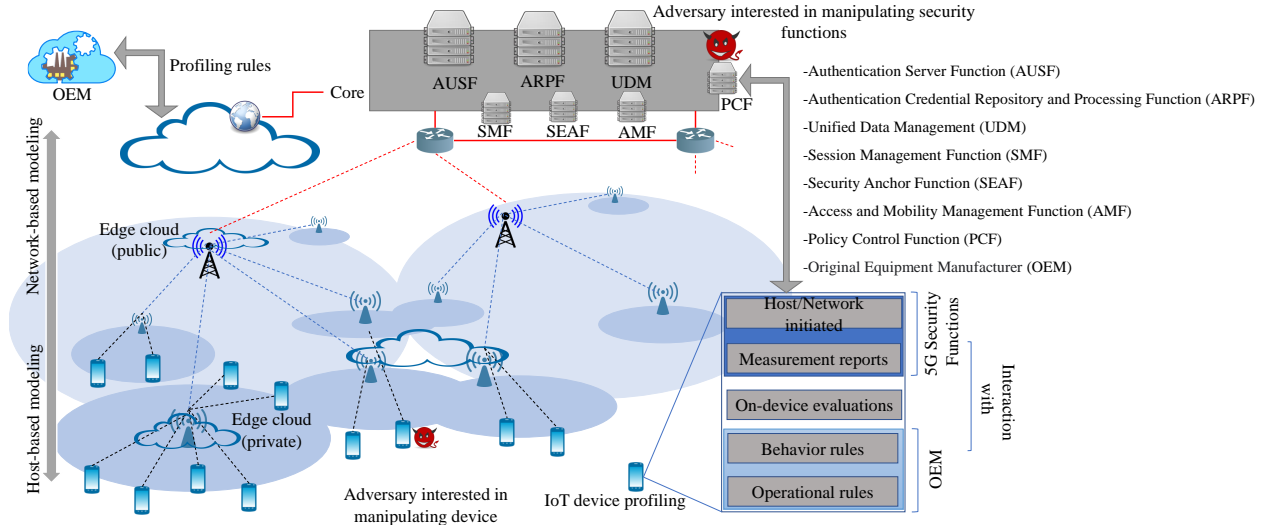 Adversary interested in manipulating security
functions
OEM
Profiling rules
Core
AUSF
ARPF
UDM
PCF
SMF
SEAF
AMF
-Authentication Server Function (AUSF)
-Authentication Credential Repository and Processing Function (ARPF)
-Unified Data Management (UDM)
-Session Management Function (SMF)
-Security Anchor Function (SEAF)
-Access and Mobility Management Function (AMF)
-Policy Control Function (PCF)
-Original Equipment Manufacturer (OEM)
Network-based modeling
Host-based modeling
Edge cloud
(public)
Edge cloud
(private)
Adversary interested in
manipulating device
IoT device profiling
Host/Network
initiated
Measurement reports
On-device evaluations
Behavior rules
Operational rules
5G Security
Functions
OEM
Interaction
with